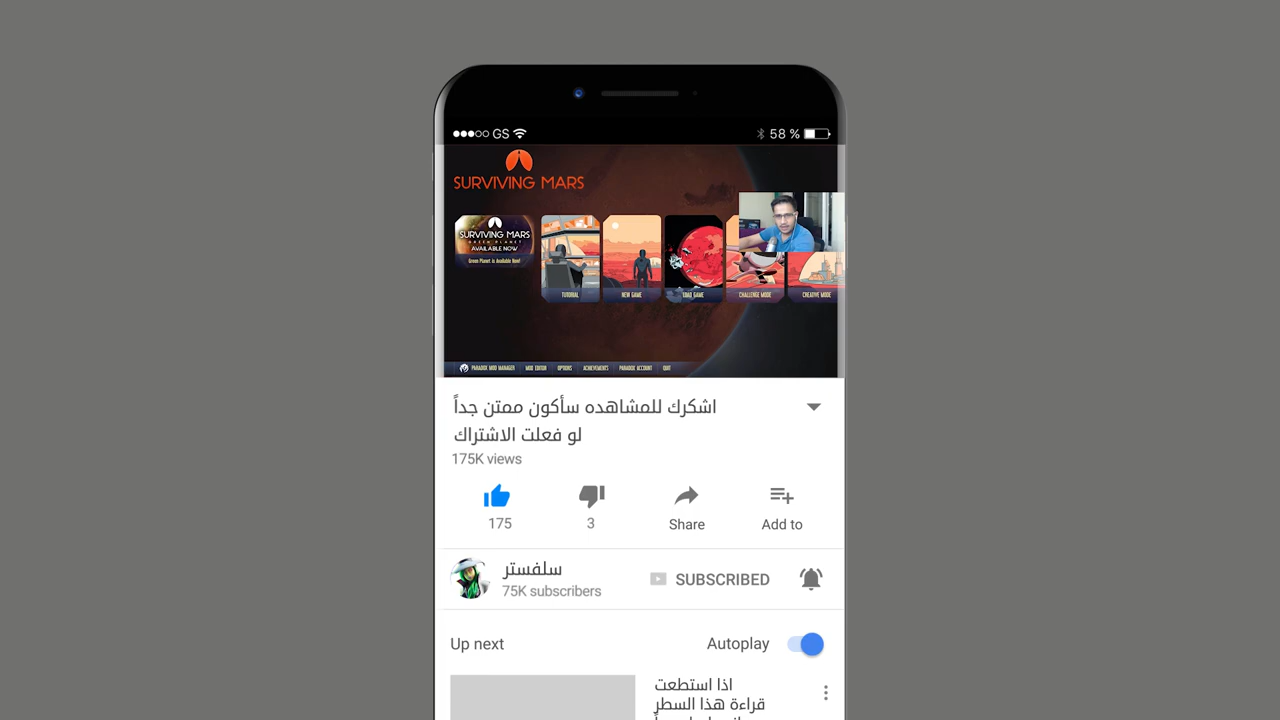 GS
58 %
SURVIVING MARS
SURVIVING MARS
GREEN PLANET
AVAILABLE NOW
Green Planet is Available Now!
TUTORIAL
NEW GAME
LOAD GAME
CHALLENGE MODE
CREATIVE MODE
PARADOX MOD MANAGER MOD EDITOR OPTIONS ACHIEVEMENTS PARADOX ACCOUNT QUIT
اشكرك للمشاهده سأكون ممتن جداً
لو فعلت الاشتراك
175K views
175
3
Share
Add to
سلفستر
75K subscribers
SUBSCRIBED
Up next
Autoplay
اذا استطعت
قراءة هذا السطر